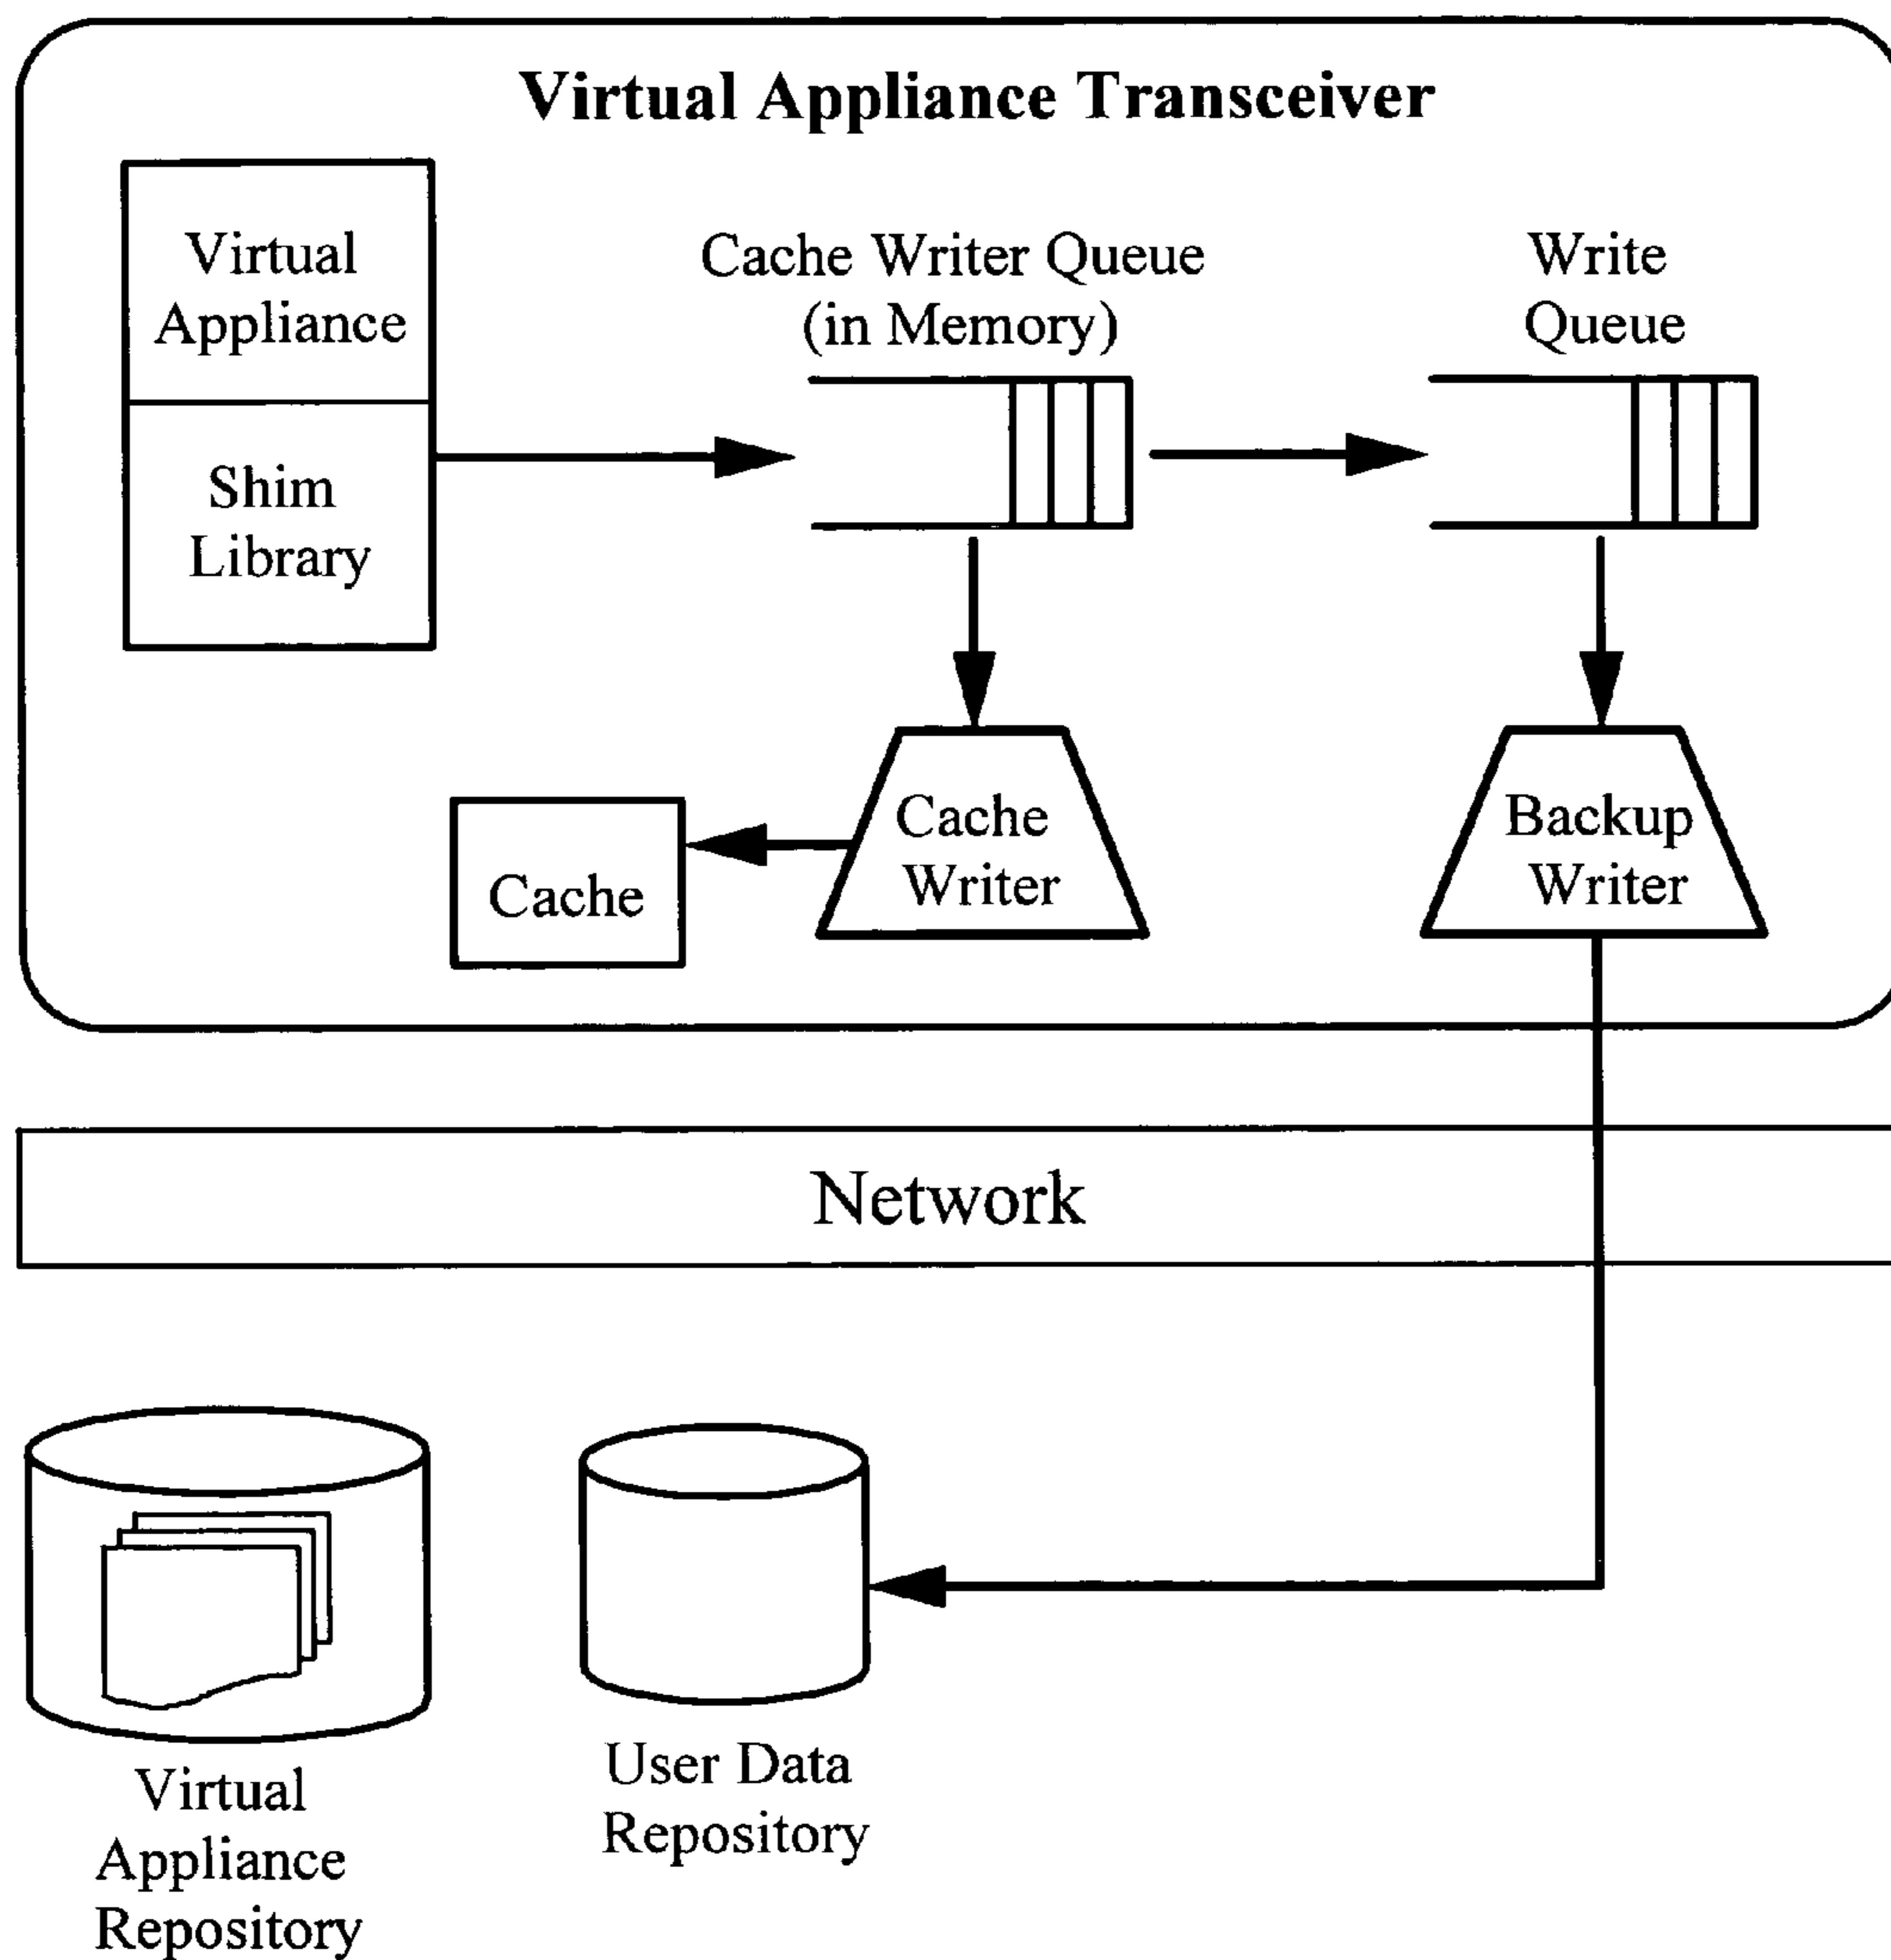 Virtual Appliance Transceiver
Virtual
Appliance
Shim
Library
Cache Writer Queue
(in Memory)
Write
Queue
Cache
Cache
Writer
Backup
Writer
Network
Virtual
Appliance
Repository
User Data
Repository